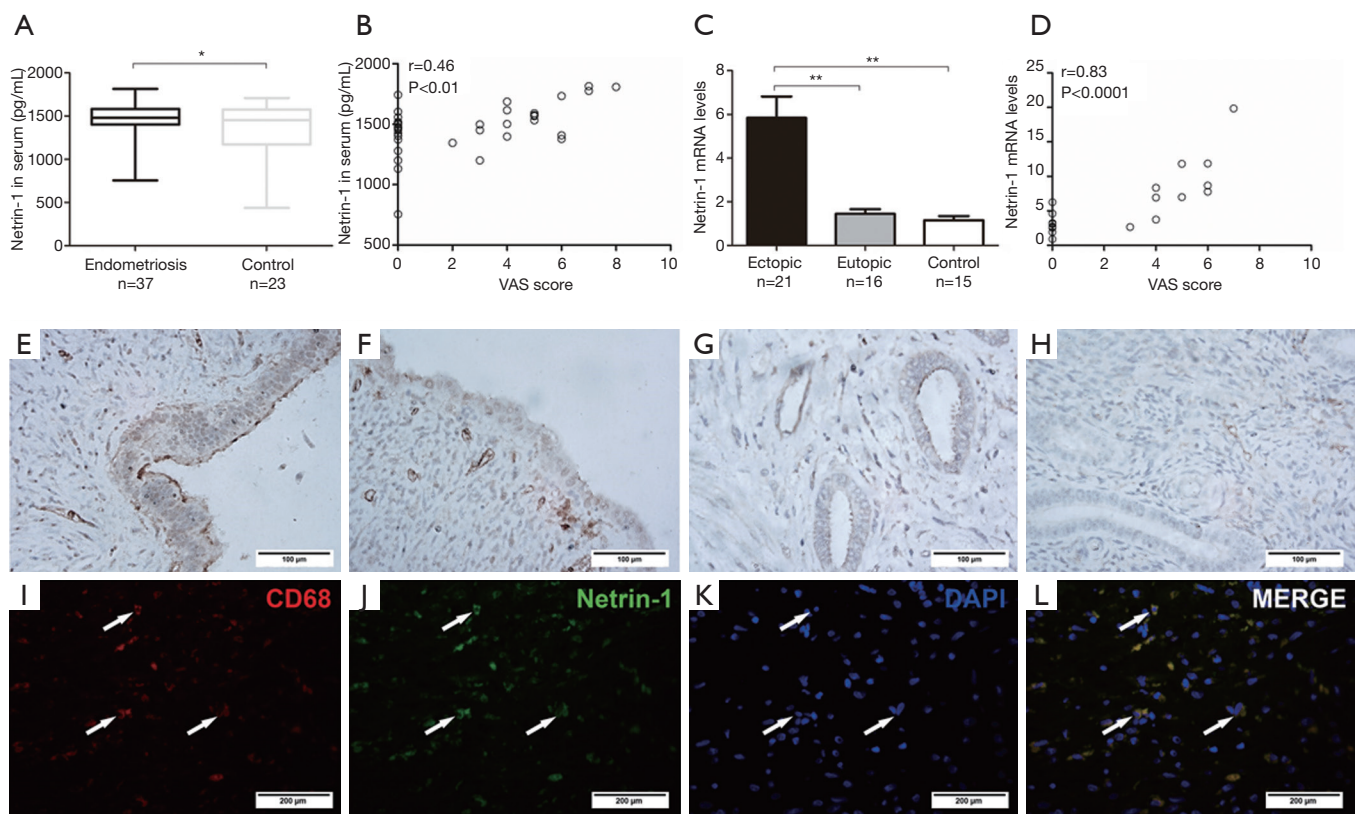 A
*
Netrin-1 in serum (pg/mL)
2000
1500
1000
500
0
Endometriosis
n=37
Control
n=23
B
r=0.46
P<0.01
Netrin-1 in serum (pg/mL)
2000
1500
1000
500
0
2
4
6
8
10
VAS score
C
**
**
Netrin-1 mRNA levels
8
6
4
2
0
Ectopic
n=21
Eutopic
n=16
Control
n=15
D
r=0.83
P<0.0001
Netrin-1 mRNA levels
25
20
15
10
5
0
0
2
4
6
8
10
VAS score
E
100 µm
F
100 µm
G
100 µm
H
100 µm
I
CD68
200 µm
J
Netrin-1
200 µm
K
DAPI
200 µm
L
MERGE
200 µm